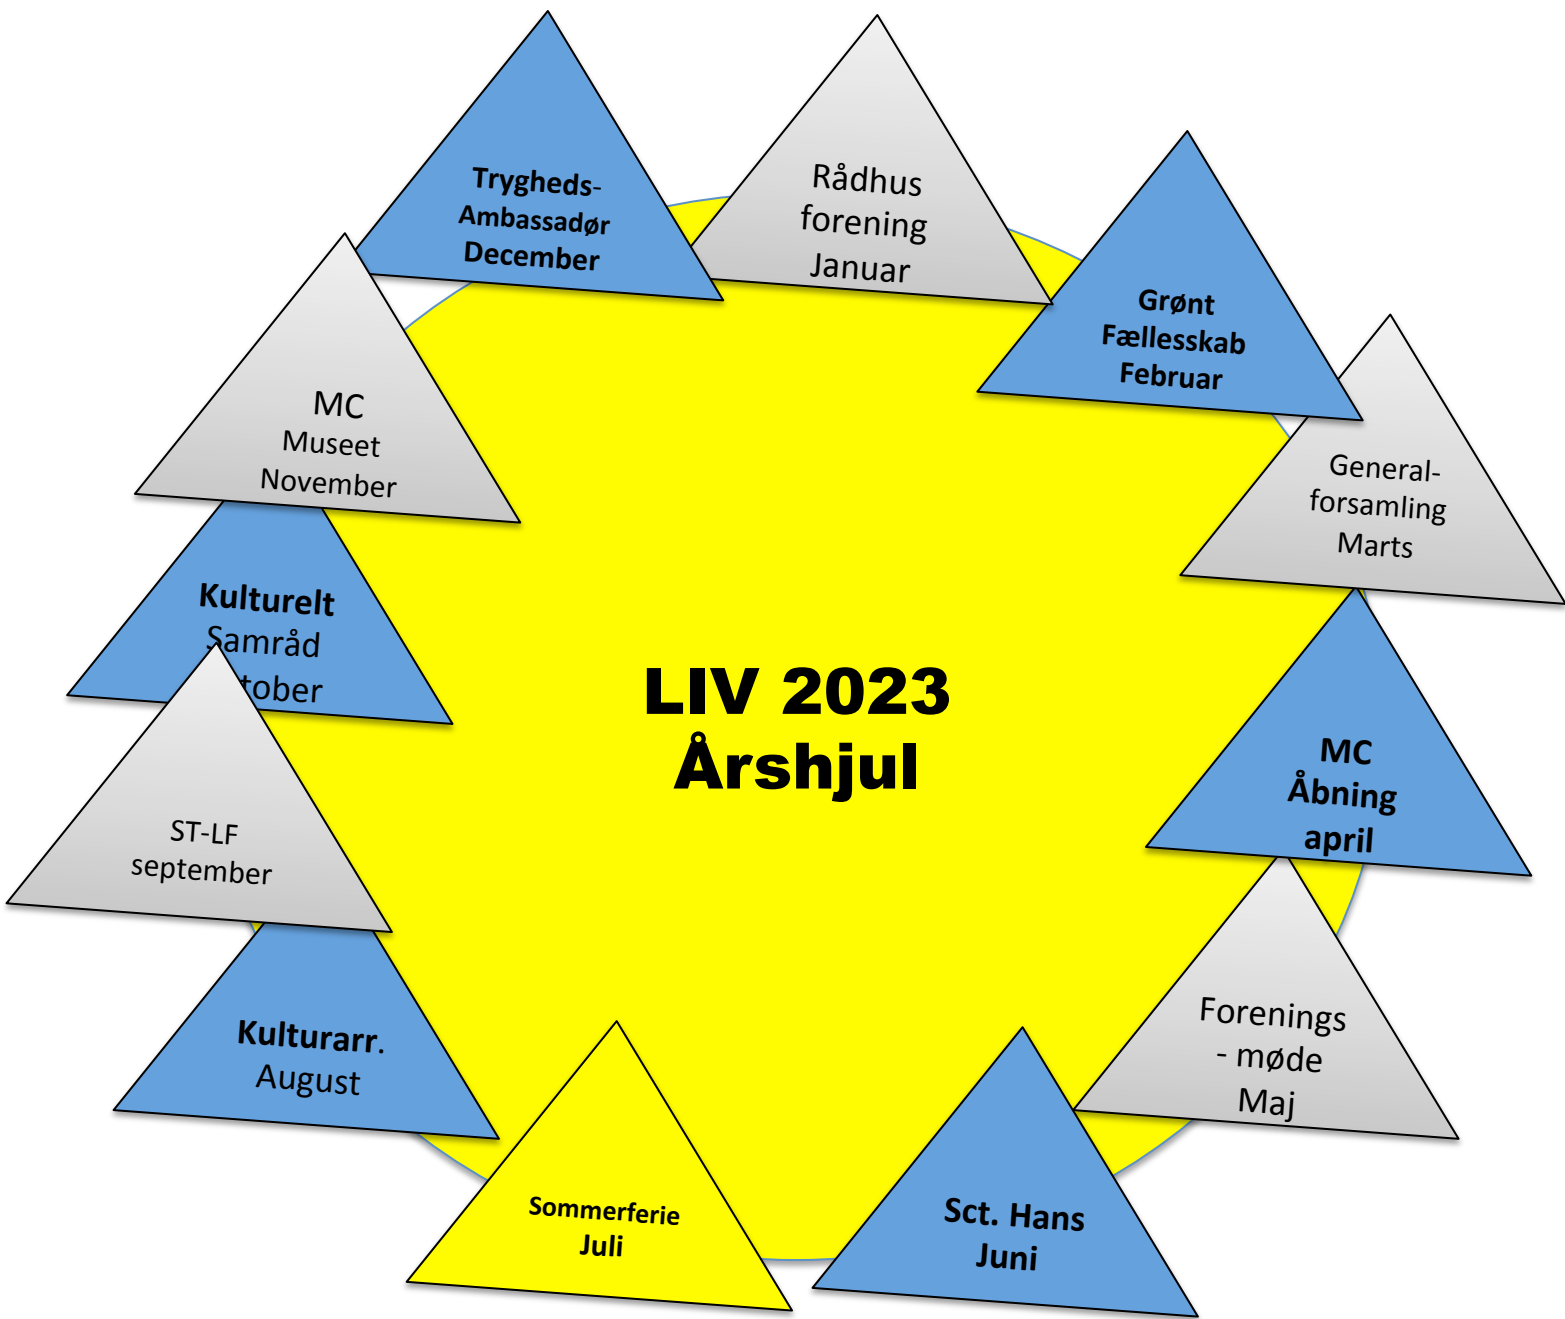 LIV 2023
Årshjul
Rådhus
forening
Januar
Grønt
Fællesskab
Februar
General-
forsamling
Marts
MC
Åbning
april
Forenings
- møde
Maj
Sct. Hans
Juni
Sommerferie
Juli
Kulturarr.
August
ST-LF
september
Kulturelt
Samråd
tober
MC
Museet
November
Trygheds-
Ambassadør
December